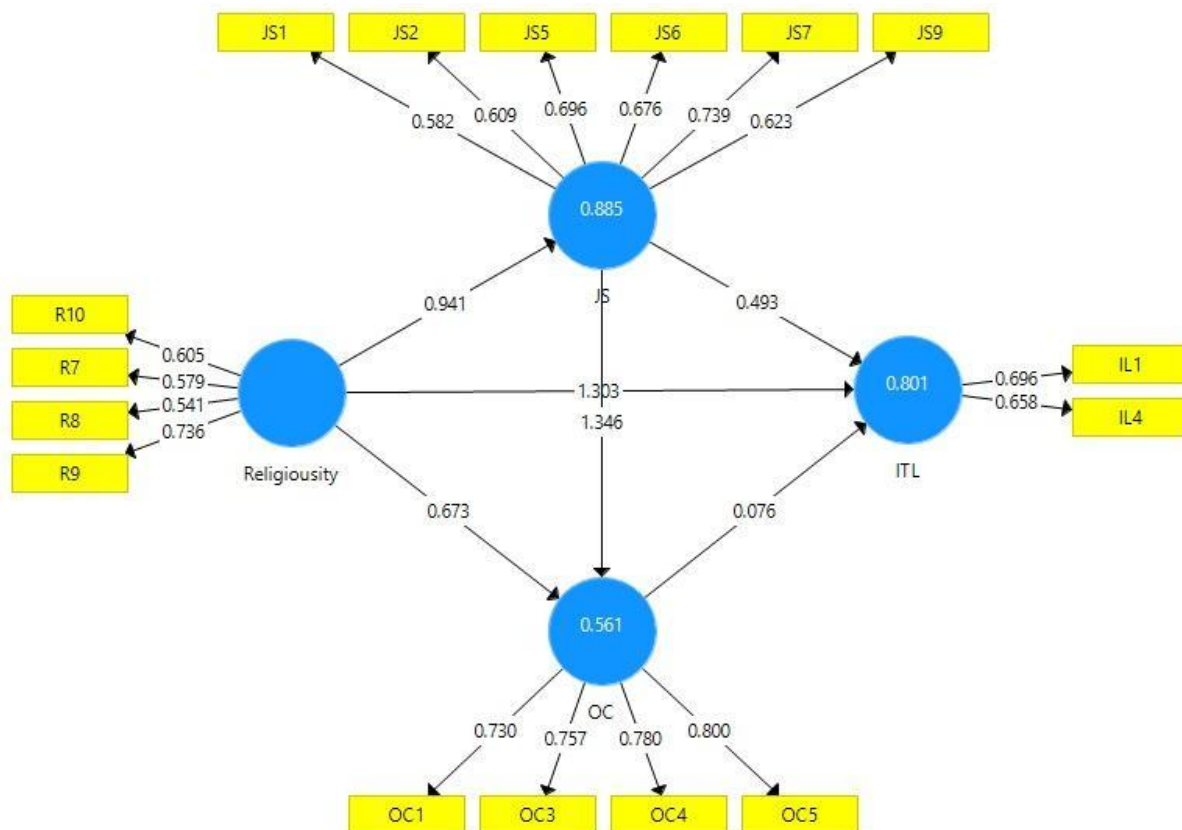 JS1 JS2 JS5 JS6 JS7 JS9
0.582 0.609 0.696 0.676 0.739 0.623
0.885
JS
0.941 0.493
R10
R7
R8
R9
0.605
0.579
0.541
0.736
Religiousity
1.303
1.346
0.801
ITL
0.696
0.658
IL1
IL4
0.673 0.076
0.561
OC
0.730 0.757 0.780 0.800
OC1 OC3 OC4 OC5